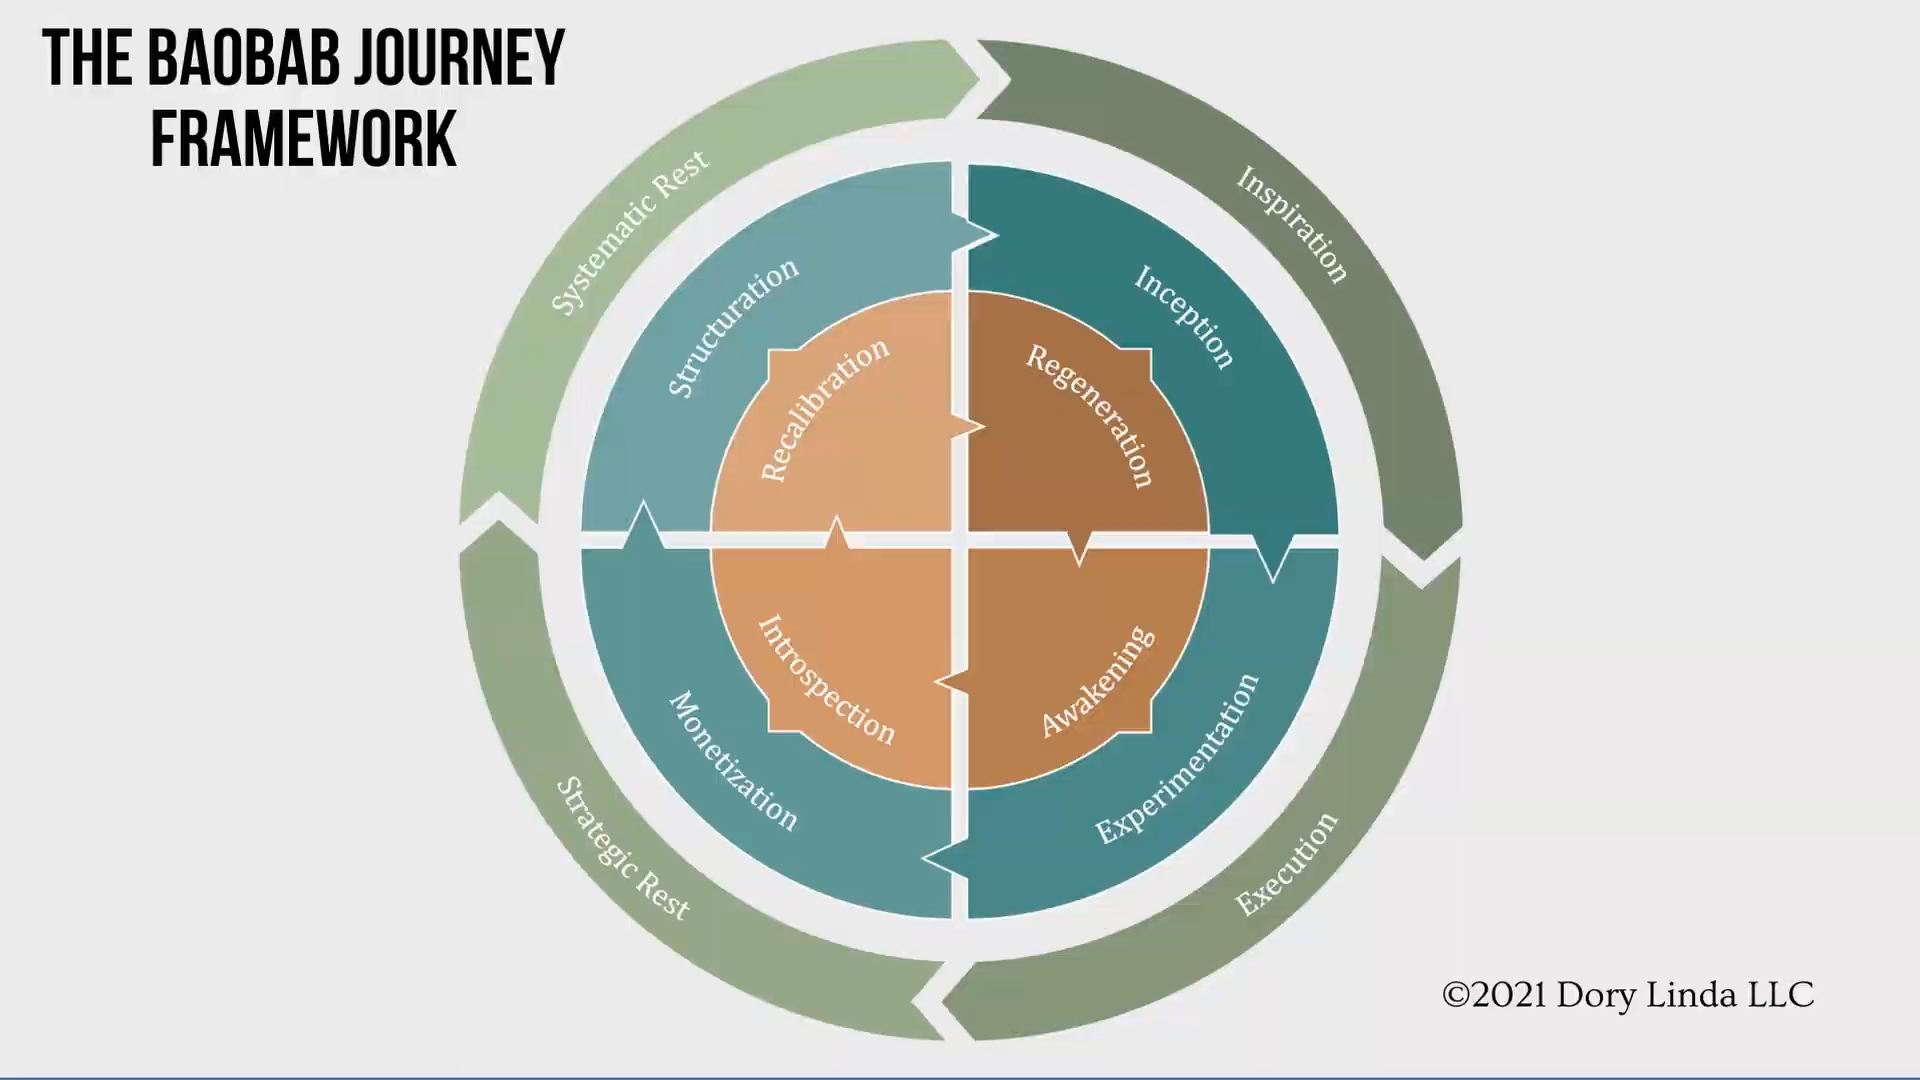 THE BAOBAB JOURNEY
FRAMEWORK
Systematic Rest
Inspiration
Structuration
Inception
Recalibration
Regeneration
Introspection
Awakening
Monetization
Experimentation
Strategic Rest
Execution
©2021 Dory Linda LLC